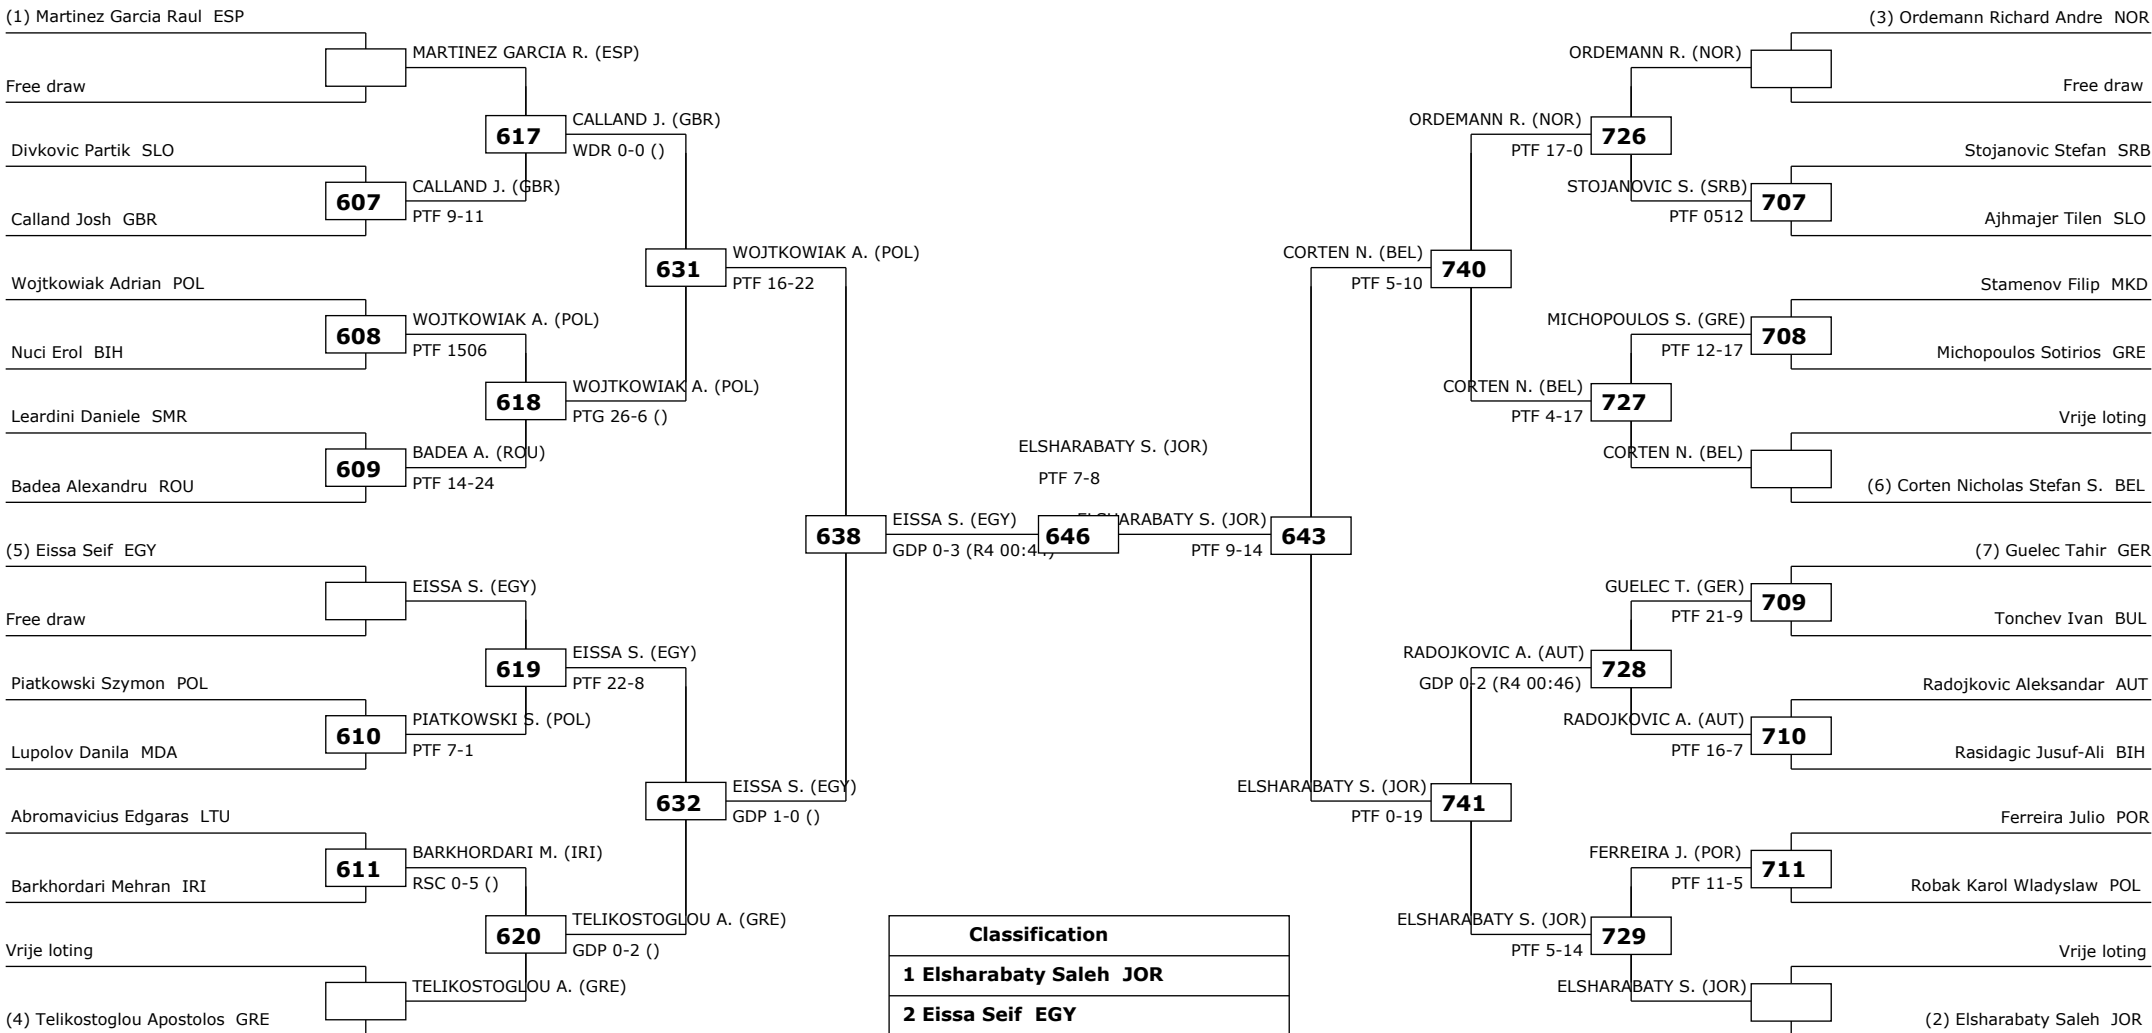 (1) Martinez Garcia Raul ESP
MARTINEZ GARCIA R. (ESP)
Free draw
617
CALLAND J. (GBR)
WDR 0-0 ()
Divkovic Partik SLO
607
CALLAND J. (GBR)
PTF 9-11
Calland Josh GBR
631
WOJTKOWIAK A. (POL)
PTF 16-22
Wojtkowiak Adrian POL
608
WOJTKOWIAK A. (POL)
PTF 1506
Nuci Erol BIH
618
WOJTKOWIAK A. (POL)
PTG 26-6 ()
Leardini Daniele SMR
609
BADEA A. (ROU)
PTF 14-24
Badea Alexandru ROU
638
EISSA S. (EGY)
GDP 0-3 (R4 00:4
(5) Eissa Seif EGY
EISSA S. (EGY)
Free draw
619
EISSA S. (EGY)
PTF 22-8
Piatkowski Szymon POL
610
PIATKOWSKI S. (POL)
PTF 7-1
Lupolov Danila MDA
632
EISSA S. (EGY)
GDP 1-0 ()
Abromavicius Edgaras LTU
611
BARKHORDARI M. (IRI)
RSC 0-5 ()
Barkhordari Mehran IRI
620
TELIKOSTOGLOU A. (GRE)
GDP 0-2 ()
Vrije loting
TELIKOSTOGLOU A. (GRE)
(4) Telikostoglou Apostolos GRE
ELSHARABATY S. (JOR)
PTF 7-8
646
ELSHARABATY S. (JOR)
PTF 9-14
643
(3) Ordemann Richard Andre NOR
ORDEMANN R. (NOR)
Free draw
ORDEMANN R. (NOR)
PTF 17-0
726
Stojanovic Stefan SRB
STOJANOVIC S. (SRB)
PTF 0512
707
Ajhmajer Tilen SLO
CORTEN N. (BEL)
PTF 5-10
740
Stamenov Filip MKD
MICHOPOULOS S. (GRE)
PTF 12-17
708
Michopoulos Sotirios GRE
CORTEN N. (BEL)
PTF 4-17
727
Vrije loting
CORTEN N. (BEL)
(6) Corten Nicholas Stefan S. BEL
(7) Guelec Tahir GER
GUELEC T. (GER)
PTF 21-9
709
Tonchev Ivan BUL
RADOJKOVIC A. (AUT)
GDP 0-2 (R4 00:46)
728
Radojkovic Aleksandar AUT
RADOJKOVIC A. (AUT)
PTF 16-7
710
Rasidagic Jusuf-Ali BIH
ELSHARABATY S. (JOR)
PTF 0-19
741
Ferreira Julio POR
FERREIRA J. (POR)
PTF 11-5
711
Robak Karol Wladyslaw POL
ELSHARABATY S. (JOR)
PTF 5-14
729
Vrije loting
ELSHARABATY S. (JOR)
(2) Elsharabaty Saleh JOR
Classification
1 Elsharabaty Saleh JOR
2 Eissa Seif EGY